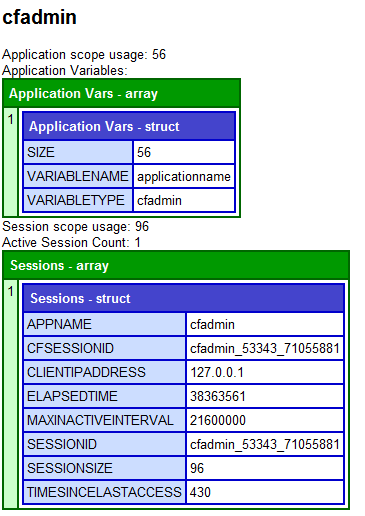 cfadmin
Application scope usage: 56
Application Variables:
Application Vars - array
1
Application Vars - struct
SIZE 56
VARIABLENAME applicationname
VARIABLETYPE cfadmin
Session scope usage: 96
Active Session Count: 1
Sessions - array
1
Sessions - struct
APPNAME cfadmin
CFSESSIONID cfadmin_53343_71055881
CLIENTIPADDRESS 127.0.0.1
ELAPSEDTIME 38363561
MAXINACTIVEINTERVAL 21600000
SESSIONID cfadmin_53343_71055881
SESSIONSIZE 96
TIMESINCELASTACCESS 430